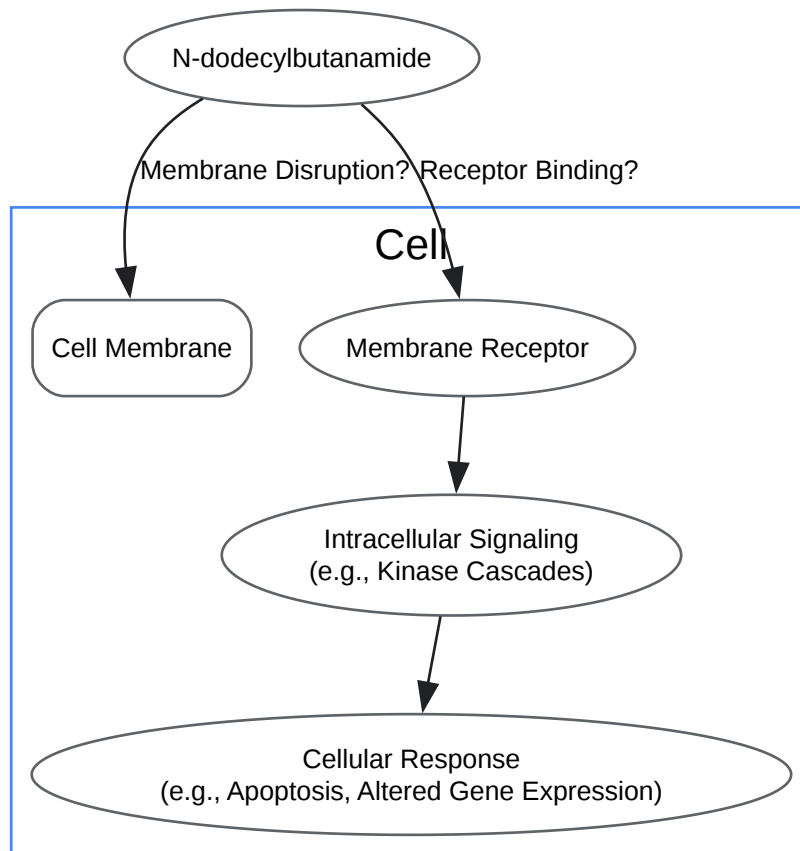 N-dodecylbutanamide
Membrane Disruption? Receptor Binding?
Cell
Cell Membrane
Membrane Receptor
Intracellular Signaling
(e.g., Kinase Cascades)
Cellular Response
(e.g., Apoptosis, Altered Gene Expression)